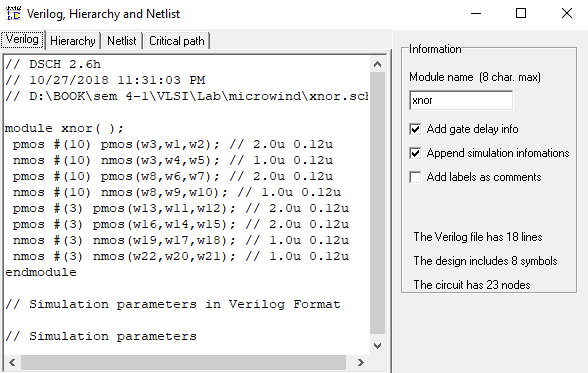 Verilog, Hierarchy and Netlist
Verilog Hierarchy Netlist Critical path
// DSCH 2.6h
// 10/27/2018 11:31:03 PM
// D:\BOOK\sem 4-1\VLSI\Lab\microwind\xnor.sch
module xnor( );
pmos #(10) pmos(w3,w1,w2); // 2.0u 0.12u
nmos #(10) nmos(w3,w4,w5); // 1.0u 0.12u
pmos #(10) pmos(w8,w6,w7); // 2.0u 0.12u
nmos #(10) nmos(w8,w9,w10); // 1.0u 0.12u
pmos #(3) pmos(w13,w11,w12); // 2.0u 0.12u
pmos #(3) pmos(w16,w14,w15); // 2.0u 0.12u
nmos #(3) nmos(w19,w17,w18); // 1.0u 0.12u
nmos #(3) nmos(w22,w20,w21); // 1.0u 0.12u
endmodule
// Simulation parameters in Verilog Format
// Simulation parameters
Information
Module name (8 char. max)
xnor
Add gate delay info
Append simulation infomations
Add labels as comments
The Verilog file has 18 lines
The design includes 8 symbols
The circuit has 23 nodes